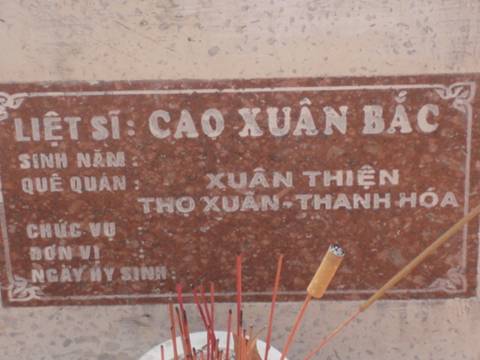 LIỆT SĨ: CAO XUÂN BẮC
SINH NĂM :
QUÊ QUÁN : XUÂN THIỆN
THỌ XUÂN - THANH HÓA
CHỨC VỤ :
ĐƠN VỊ :
NGÀY HY SINH :